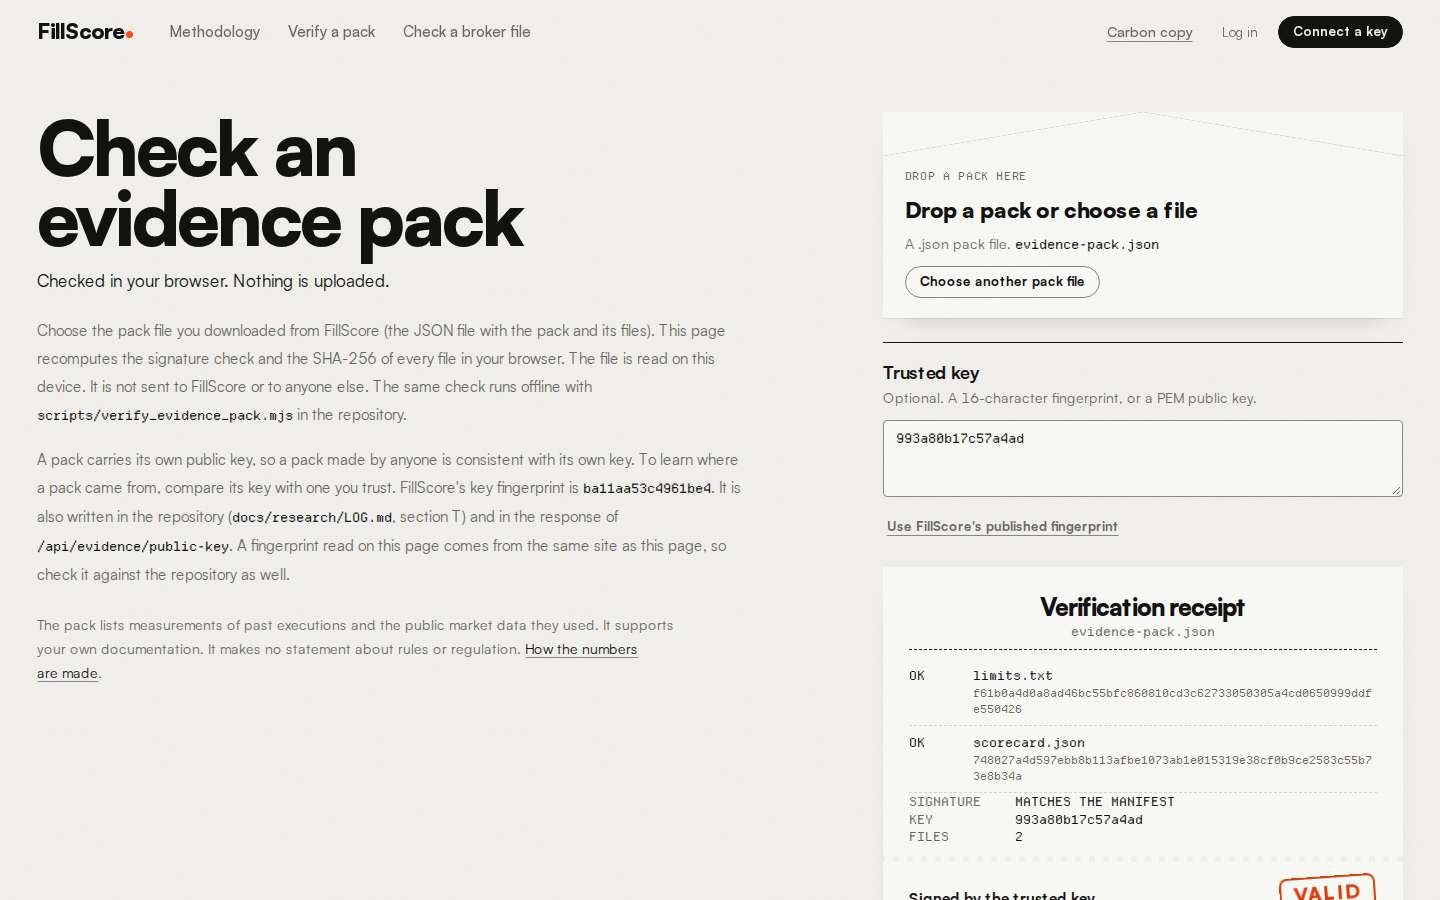 FillScore
Methodology
Verify a pack
Check a broker file
Carbon copy
Log in
Connect a key
Check an
evidence pack
Checked in your browser. Nothing is uploaded.
Choose the pack file you downloaded from FillScore (the JSON file with the pack and its files). This page
recomputes the signature check and the SHA-256 of every file in your browser. The file is read on this
device. It is not sent to FillScore or to anyone else. The same check runs offline with
scripts/verify_evidence_pack.mjs in the repository.
A pack carries its own public key, so a pack made by anyone is consistent with its own key. To learn where
a pack came from, compare its key with one you trust. FillScore's key fingerprint is ba11aa53c4961be4. It is
also written in the repository (docs/research/LOG.md, section T) and in the response of
/api/evidence/public-key. A fingerprint read on this page comes from the same site as this page, so
check it against the repository as well.
The pack lists measurements of past executions and the public market data they used. It supports
your own documentation. It makes no statement about rules or regulation. How the numbers
are made.
DROP A PACK HERE
Drop a pack or choose a file
A .json pack file. evidence-pack.json
Choose another pack file
Trusted key
Optional. A 16-character fingerprint, or a PEM public key.
993a80b17c57a4ad
Use FillScore's published fingerprint
Verification receipt
evidence-pack.json
OK limits.txt
f61b0a4d0a8ad46bc55bfc860810cd3c62733050305a4cd0650999ddf
e550426
OK scorecard.json
748027a4d597ebb8b113afbe1073ab1e015319e38cf0b9ce2583c55b7
3e8b34a
SIGNATURE MATCHES THE MANIFEST
KEY 993a80b17c57a4ad
FILES 2
Signed by the trusted key
VALID